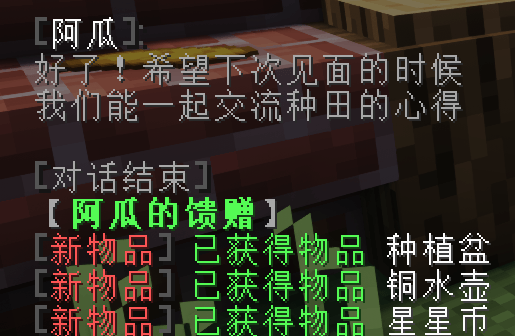 [阿瓜]:
好了！希望下次见面的时候
我们能一起交流种田的心得
[对话结束]
【阿瓜的馈赠】
[新物品] 已获得物品 种植盆
[新物品] 已获得物品 铜水壶
[新物品] 已获得物品 星星币